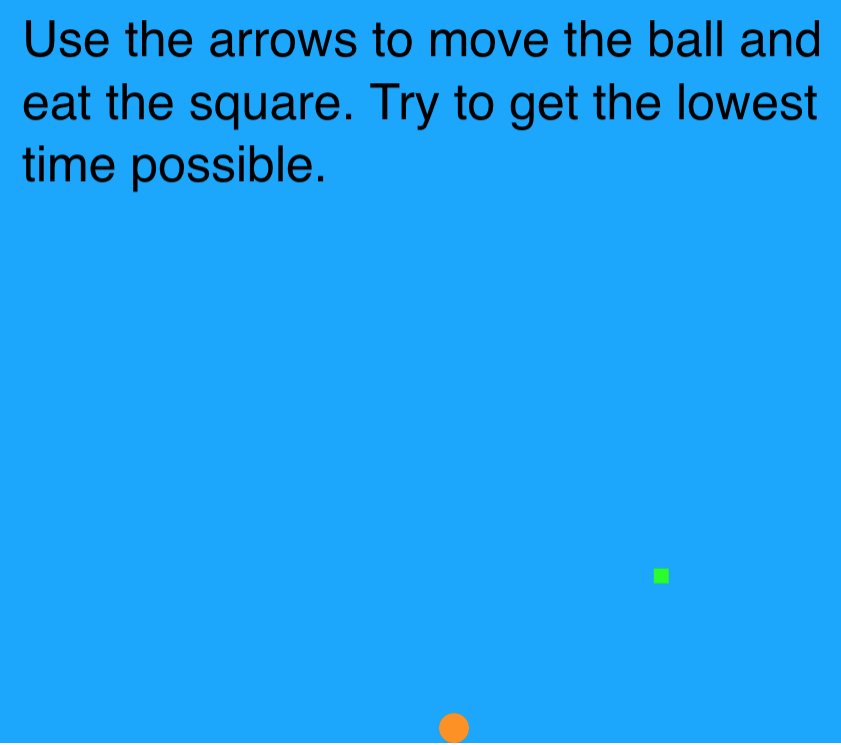 Use the arrows to move the ball and
eat the square. Try to get the lowest
time possible.